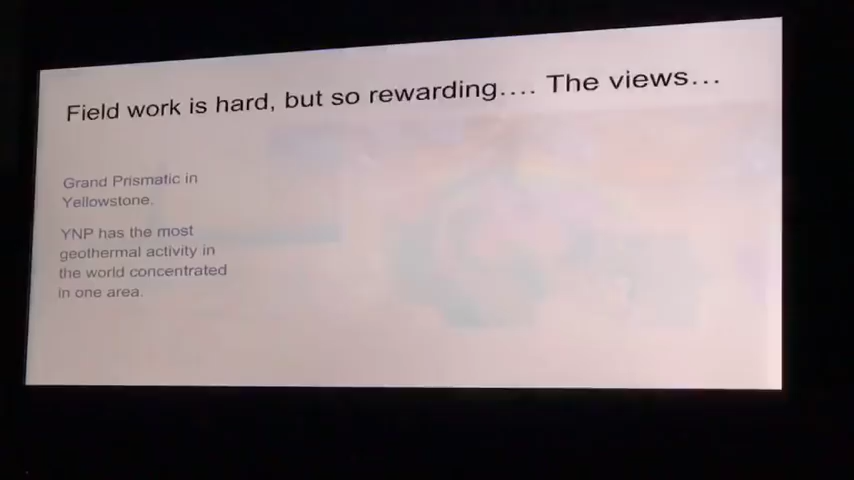 Field work is hard, but so rewarding.... The views...
Grand Prismatic in
Yellowstone.
YNP has the most
geothermal activity in
the world concentrated
in one area.